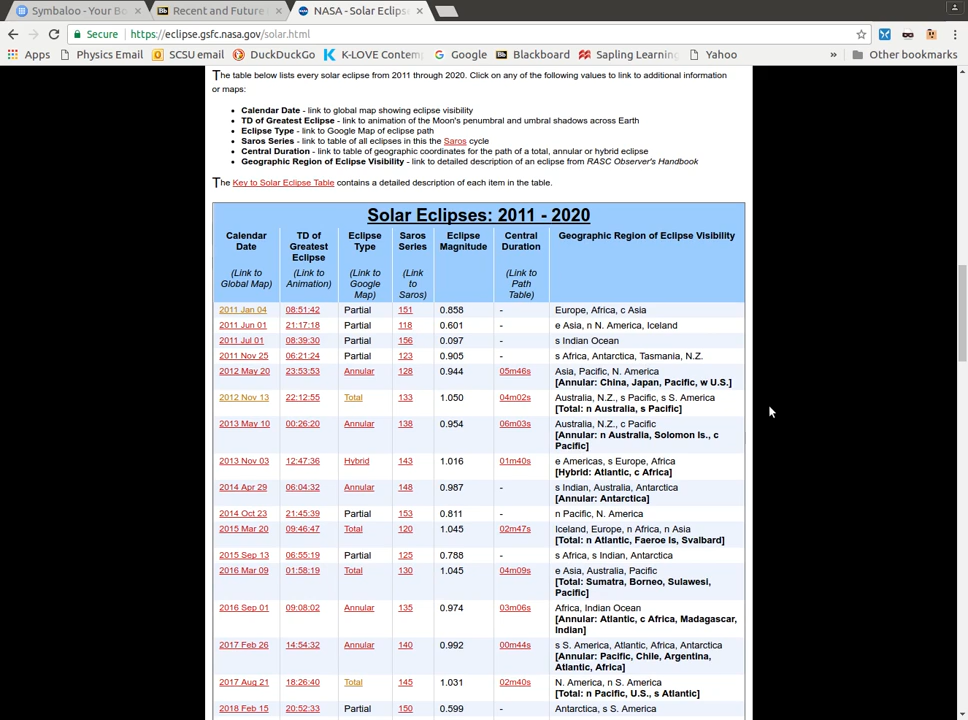 Symbaloo - Your Bo
Recent and Future
NASA - Solar Eclips
Secure https://eclipse.gsfc.nasa.gov/solar.html
Apps Physics Email SCSU email DuckDuckGo K-LOVE Contemp Google Blackboard Sapling Learning Yahoo » Other bookmarks
The table below lists every solar eclipse from 2011 through 2020. Click on any of the following values to link to additional information
or maps:
• Calendar Date - link to global map showing eclipse visibility
• TD of Greatest Eclipse - link to animation of the Moon's penumbral and umbral shadows across Earth
• Eclipse Type - link to Google Map of eclipse path
• Saros Series - link to table of all eclipses in this the Saros cycle
• Central Duration - link to table of geographic coordinates for the path of a total, annular or hybrid eclipse
• Geographic Region of Eclipse Visibility - link to detailed description of an eclipse from RASC Observer's Handbook
The Key to Solar Eclipse Table contains a detailed description of each item in the table.
Solar Eclipses: 2011 - 2020
Calendar TD of Eclipse Saros Eclipse Central Geographic Region of Eclipse Visibility
Date Greatest Type Series Magnitude Duration
Eclipse
(Link to (Link to (Link to (Link (Link to
Global Map) Animation) Google to Path
Map) Saros) Table)
2011 Jan 04 08:51:42 Partial 151 0.858 - Europe, Africa, c Asia
2011 Jun 01 21:17:18 Partial 118 0.601 - e Asia, n N. America, Iceland
2011 Jul 01 08:39:30 Partial 156 0.097 - s Indian Ocean
2011 Nov 25 06:21:24 Partial 123 0.905 - s Africa, Antarctica, Tasmania, N.Z.
2012 May 20 23:53:53 Annular 128 0.944 05m46s Asia, Pacific, N. America
[Annular: China, Japan, Pacific, w U.S.]
2012 Nov 13 22:12:55 Total 133 1.050 04m02s Australia, N.Z., s Pacific, s S. America
[Total: n Australia, s Pacific]
2013 May 10 00:26:20 Annular 138 0.954 06m03s Australia, N.Z., c Pacific
[Annular: n Australia, Solomon Is., c
Pacific]
2013 Nov 03 12:47:36 Hybrid 143 1.016 01m40s e Americas, s Europe, Africa
[Hybrid: Atlantic, c Africa]
2014 Apr 29 06:04:32 Annular 148 0.987 - s Indian, Australia, Antarctica
[Annular: Antarctica]
2014 Oct 23 21:45:39 Partial 153 0.811 - n Pacific, N. America
2015 Mar 20 09:46:47 Total 120 1.045 02m47s Iceland, Europe, n Africa, n Asia
[Total: n Atlantic, Faeroe Is, Svalbard]
2015 Sep 13 06:55:19 Partial 125 0.788 - s Africa, s Indian, Antarctica
2016 Mar 09 01:58:19 Total 130 1.045 04m09s e Asia, Australia, Pacific
[Total: Sumatra, Borneo, Sulawesi,
Pacific]
2016 Sep 01 09:08:02 Annular 135 0.974 03m06s Africa, Indian Ocean
[Annular: Atlantic, c Africa, Madagascar,
Indian]
2017 Feb 26 14:54:32 Annular 140 0.992 00m44s s S. America, Atlantic, Africa, Antarctica
[Annular: Pacific, Chile, Argentina,
Atlantic, Africa]
2017 Aug 21 18:26:40 Total 145 1.031 02m40s N. America, n S. America
[Total: n Pacific, U.S., s Atlantic]
2018 Feb 15 20:52:33 Partial 150 0.599 - Antarctica, s S. America